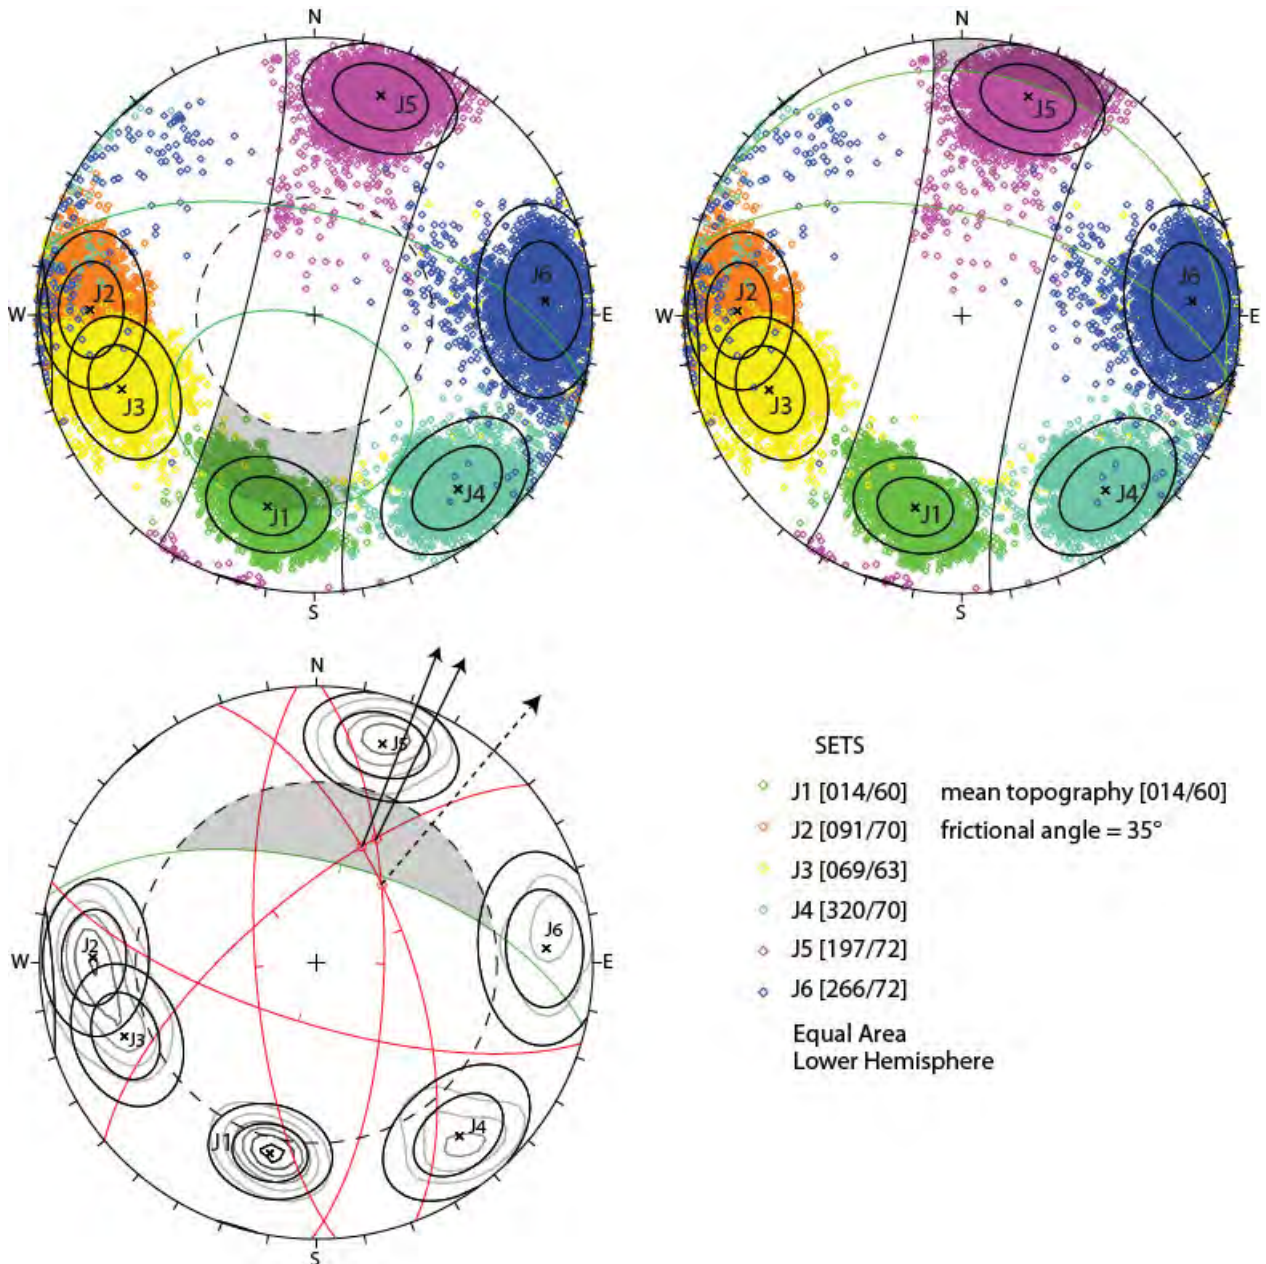 N
N
J5
J5
J6
J6
J2
J2
W
E
W
E
J3
J3
J4
J4
J1
J1
S
S
N
J5
SETS
J1 [014/60] mean topography [014/60]
J2 [091/70] frictional angle = 35°
J3 [069/63]
J4 [320/70]
J5 [197/72]
J6 [266/72]
Equal Area
Lower Hemisphere
J6
J2
W
E
J3
J4
J1
S